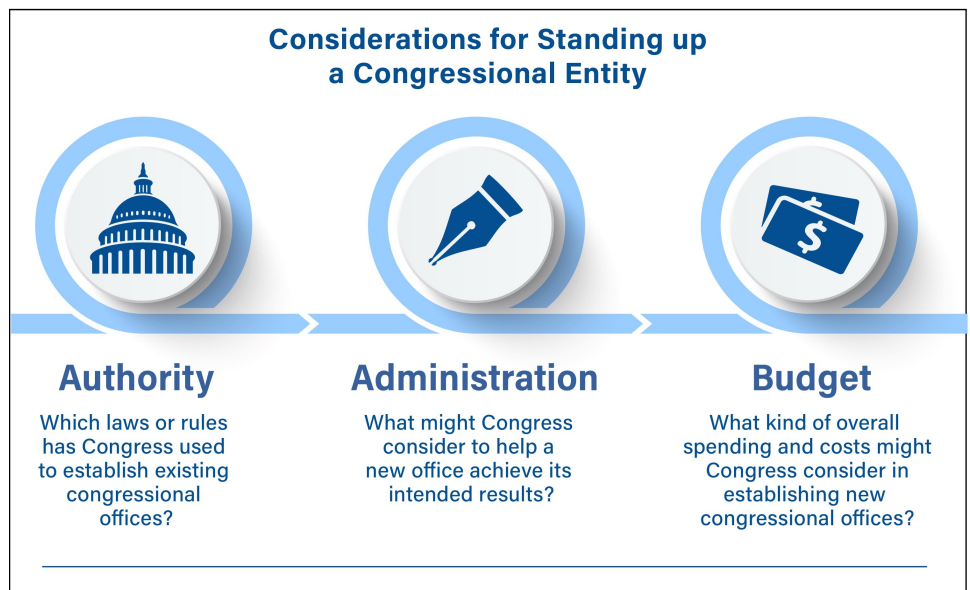 Considerations for Standing up
a Congressional Entity
$
Authority
Which laws or rules
has Congress used
to establish existing
congressional
offices?
Administration
What might Congress
consider to help a
new office achieve its
intended results?
Budget
What kind of overall
spending and costs might
Congress consider in
establishing new
congressional offices?